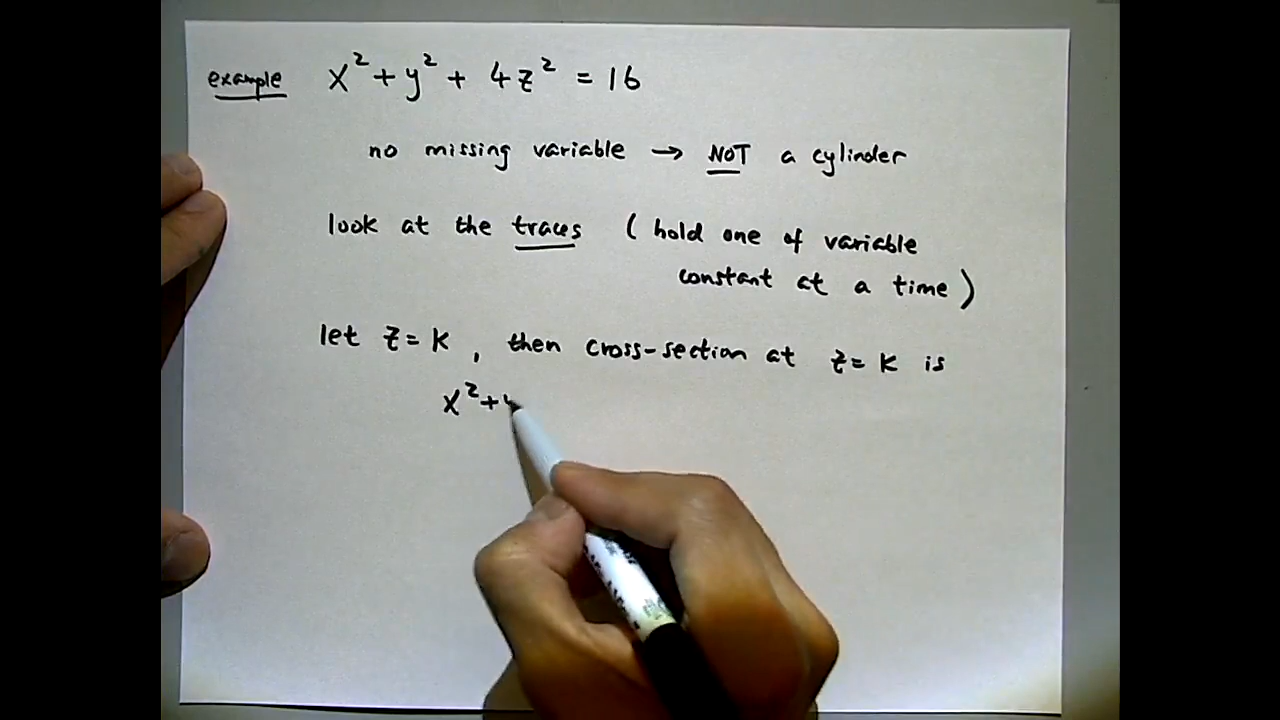 example x² + y² + 4z² = 16
no missing variable → NOT a cylinder
look at the traces (hold one of variable
constant at a time)
let z = k, then cross-section at z = k is
x² +